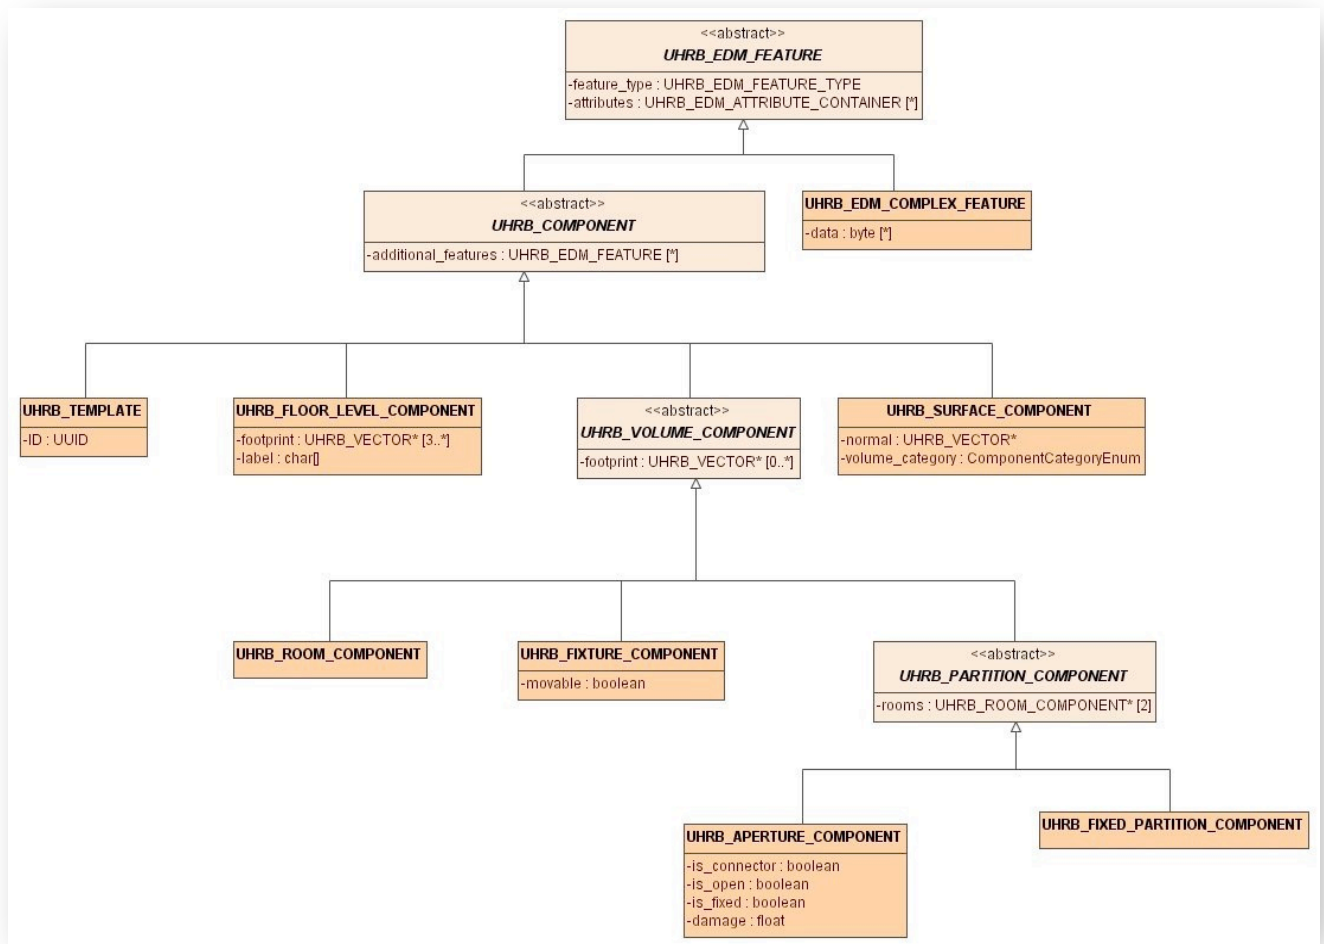 <<abstract>>
UHRB_EDM_FEATURE
-feature_type : UHRB_EDM_FEATURE_TYPE
-attributes : UHRB_EDM_ATTRIBUTE_CONTAINER [*]
<<abstract>>
UHRB_COMPONENT
-additional_features : UHRB_EDM_FEATURE [*]
UHRB_EDM_COMPLEX_FEATURE
-data : byte [*]
UHRB_TEMPLATE
-ID : UUID
UHRB_FLOOR_LEVEL_COMPONENT
-footprint : UHRB_VECTOR* [3..*]
-label : char[]
<<abstract>>
UHRB_VOLUME_COMPONENT
-footprint : UHRB_VECTOR* [0..*]
UHRB_SURFACE_COMPONENT
-normal : UHRB_VECTOR*
-volume_category : ComponentCategoryEnum
UHRB_ROOM_COMPONENT
UHRB_FIXTURE_COMPONENT
-movable : boolean
<<abstract>>
UHRB_PARTITION_COMPONENT
-rooms : UHRB_ROOM_COMPONENT* [2]
UHRB_APERTURE_COMPONENT
-is_connector : boolean
-is_open : boolean
-is_fixed : boolean
-damage : float
UHRB_FIXED_PARTITION_COMPONENT